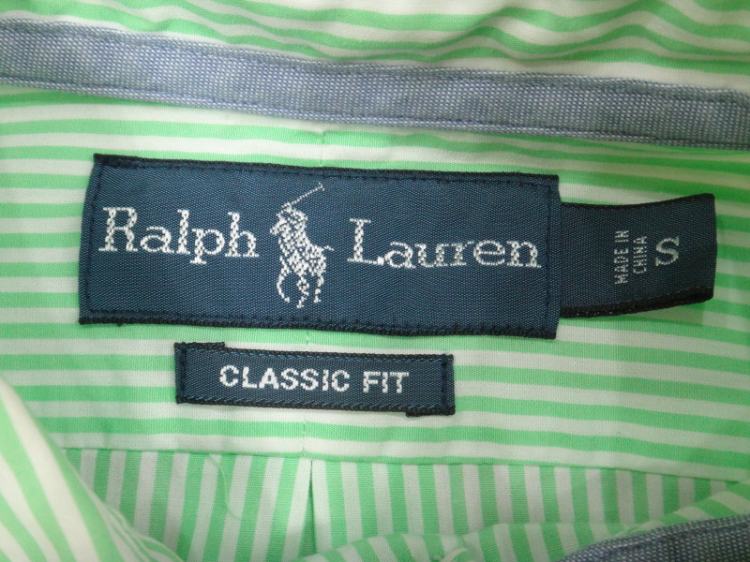 Ralph Lauren
MADE IN
CHINA
S
CLASSIC FIT